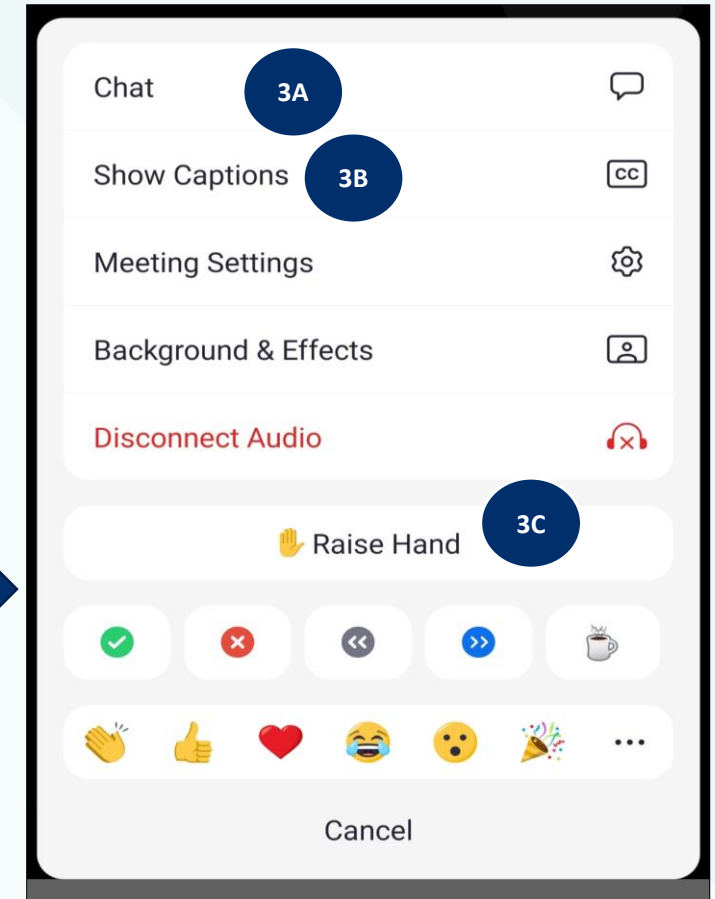 Chat 3A
Show Captions 3B CC
Meeting Settings
Background & Effects
Disconnect Audio
Raise Hand 3C
Cancel